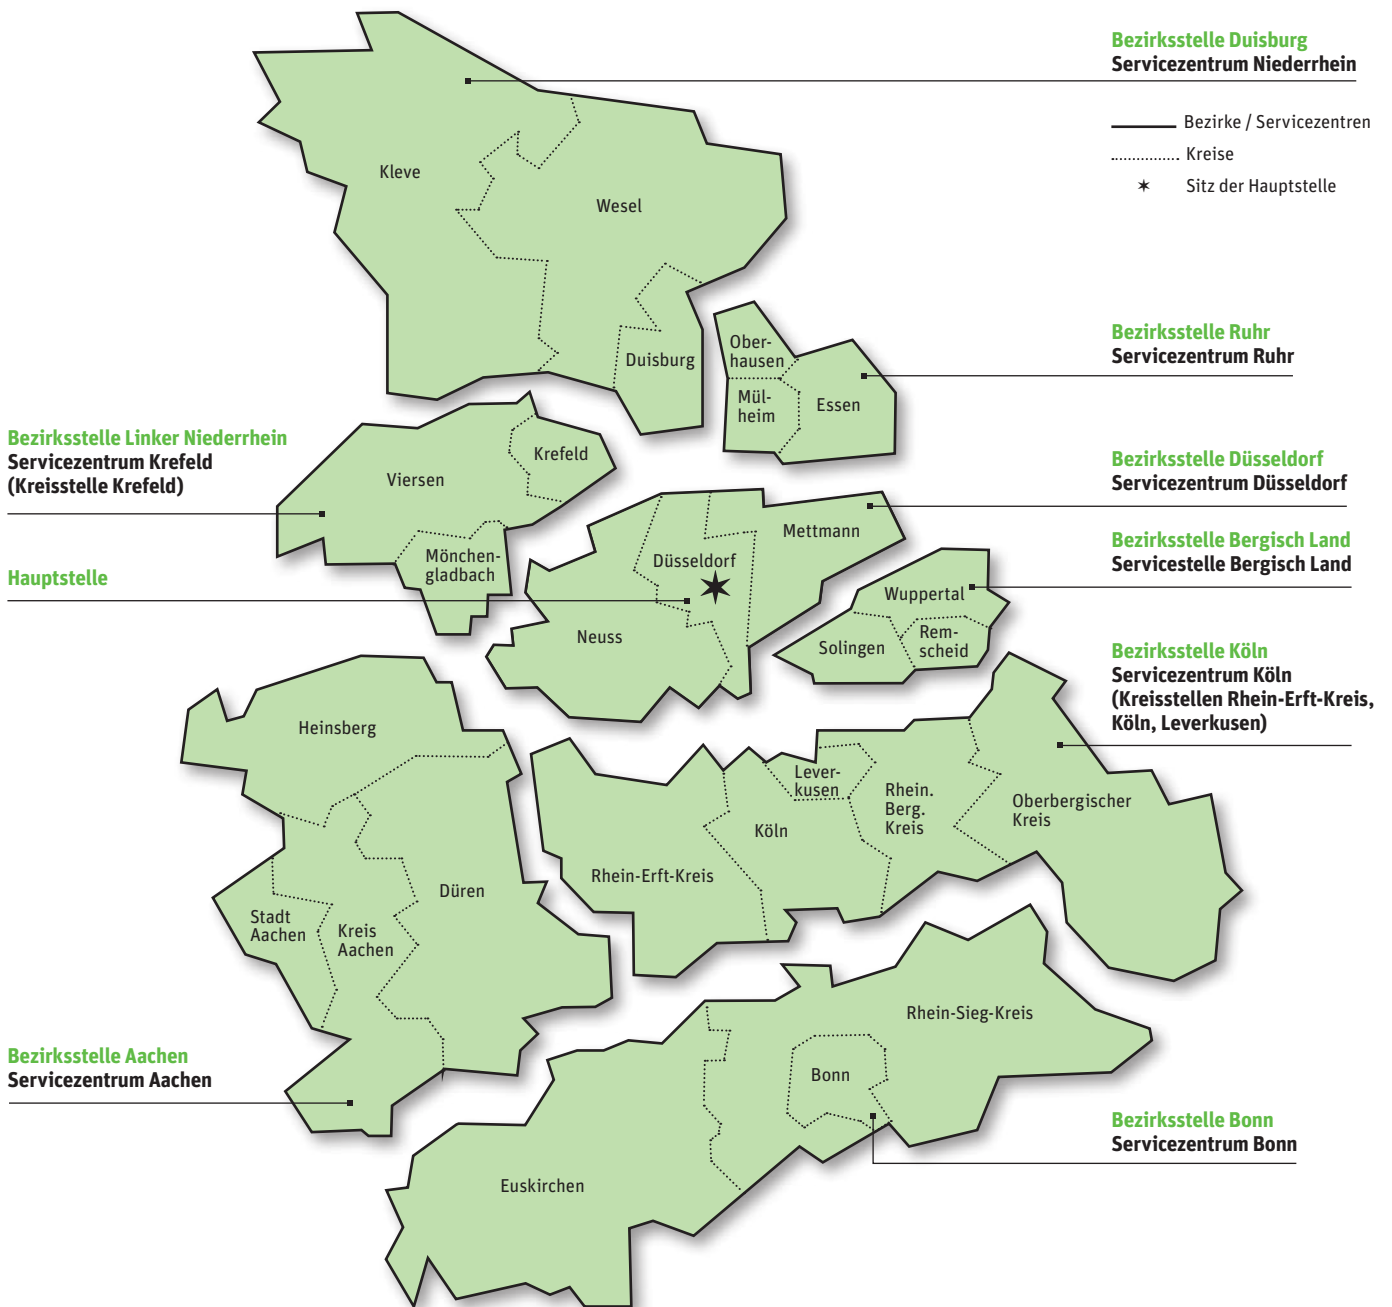 Bezirksstelle Duisburg
Servicezentrum Niederrhein
Bezirke / Servicezentren
Kreise
Sitz der Hauptstelle
Kleve
Wesel
Duisburg
Ober-
hausen
Mül-
heim
Essen
Bezirksstelle Ruhr
Servicezentrum Ruhr
Bezirksstelle Linker Niederrhein
Servicezentrum Krefeld
(Kreisstelle Krefeld)
Viersen
Krefeld
Mönchen-
gladbach
Bezirksstelle Düsseldorf
Servicezentrum Düsseldorf
Mettmann
Düsseldorf
Neuss
Hauptstelle
Bezirksstelle Bergisch Land
Servicestelle Bergisch Land
Wuppertal
Solingen
Rem-
scheid
Bezirksstelle Köln
Servicezentrum Köln
(Kreisstellen Rhein-Erft-Kreis,
Köln, Leverkusen)
Heinsberg
Düren
Stadt
Aachen
Kreis
Aachen
Rhein-Erft-Kreis
Köln
Lever-
kusen
Rhein.
Berg.
Kreis
Oberbergischer
Kreis
Bezirksstelle Aachen
Servicezentrum Aachen
Rhein-Sieg-Kreis
Bonn
Euskirchen
Bezirksstelle Bonn
Servicezentrum Bonn